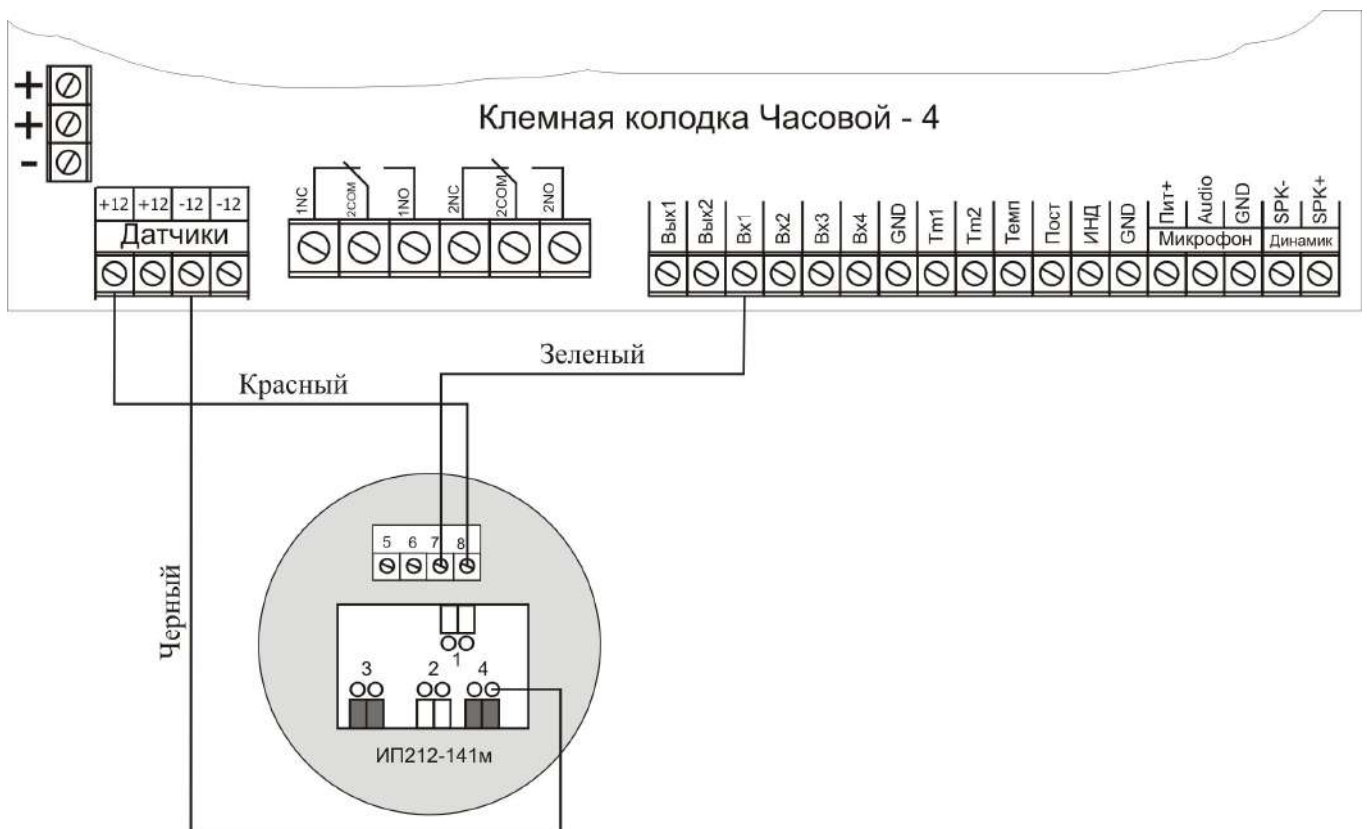 +
+
-
Клемная колодка Часовой - 4
+12 +12 -12 -12
Датчики
1NC 2COM 1NO 2NC 2COM 2NO
Вых1 Вых2 Вх1 Вх2 Вх3 Вх4 GND Tm1 Tm2 Темп Пост ИНД GND Пит+ Audio GND SPK- SPK+
Микрофон Динамик
Зеленый
Красный
Черный
5 6 7 8
1
3 2 4
ИП212-141м